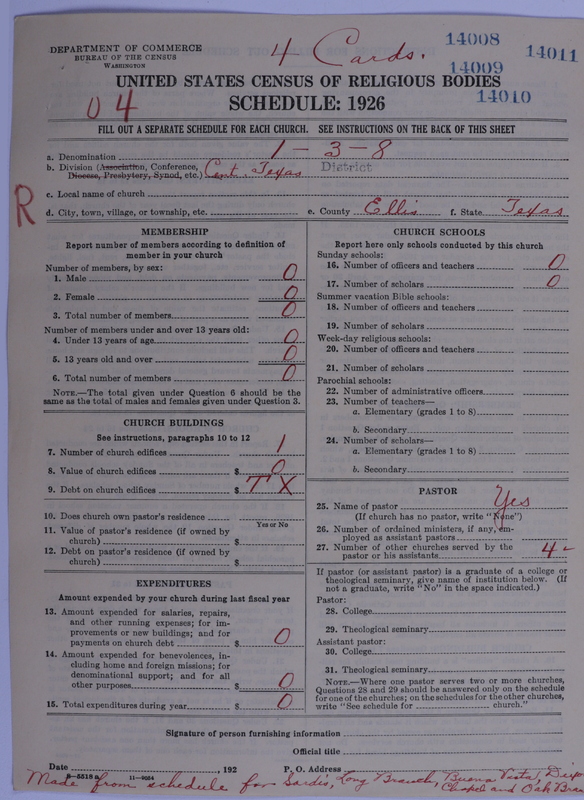 DEPARTMENT OF COMMERCE
BUREAU OF THE CENSUS
WASHINGTON
4 Cards.
14008
14009
14011
14010
UNITED STATES CENSUS OF RELIGIOUS BODIES
04
SCHEDULE: 1926
FILL OUT A SEPARATE SCHEDULE FOR EACH CHURCH. SEE INSTRUCTIONS ON THE BACK OF THIS SHEET
a. Denomination 1-3-8
b. Division (Association, Conference, Diocese, Presbytery, Synod, etc.) Cent. Texas District
R
c. Local name of church
d. City, town, village, or township, etc. e. County Ellis f. State Texas
MEMBERSHIP
Report number of members according to definition of
member in your church
Number of members, by sex:
1. Male 0
2. Female 0
3. Total number of members 0
Number of members under and over 13 years old:
4. Under 13 years of age 0
5. 13 years old and over 0
6. Total number of members 0
NOTE.—The total given under Question 6 should be the
same as the total of males and females given under Question 3.
CHURCH BUILDINGS
See instructions, paragraphs 10 to 12
7. Number of church edifices 1
8. Value of church edifices $ 0
9. Debt on church edifices $ TX
10. Does church own pastor's residence
Yes or No
11. Value of pastor's residence (if owned by
church) $
12. Debt on pastor's residence (if owned by
church) $
EXPENDITURES
Amount expended by church during last fiscal year
13. Amount expended for salaries, repairs,
and other running expenses; for im-
provements or new buildings; and for
payments on church debt $ 0
14. Amount expended for benevolences, in-
cluding home and foreign missions; for
denominational support; and for all
other purposes $ 0
15. Total expenditures during year $ 0
CHURCH SCHOOLS
Report here only schools conducted by this church
Sunday schools:
16. Number of officers and teachers 0
17. Number of scholars 0
Summer vacation Bible schools:
18. Number of officers and teachers
19. Number of scholars
Week-day religious schools:
20. Number of officers and teachers
21. Number of scholars
Parochial schools:
22. Number of administrative officers
23. Number of teachers—
a. Elementary (grades 1 to 8)
b. Secondary
24. Number of scholars—
a. Elementary (grades 1 to 8)
b. Secondary
PASTOR
25. Name of pastor Yes
(If church has no pastor, write "None")
26. Number of ordained ministers, if any, em-
ployed as assistant pastors
27. Number of other churches served by the
pastor or his assistants 4-
If pastor (or assistant pastor) is a graduate of a college or
theological seminary, give name of institution below. (If
not a graduate, write "No" in the space indicated.)
Pastor:
28. College
29. Theological seminary
Assistant pastor:
30. College
31. Theological seminary
NOTE.—Where one pastor serves two or more churches,
Questions 28 and 29 should be answered only on the schedule
for one of the churches; on the schedules for the other churches,
write "See schedule for church."
Signature of person furnishing information
Official title
Date , 192 P. O. Address
11-9054
Made from schedule for Sardis, Long Branch, Buena Vista,
Chapel and Oak